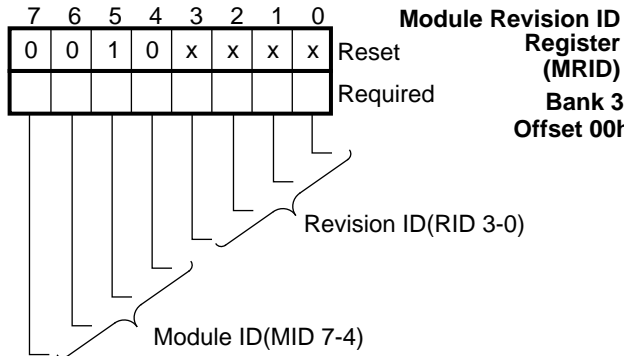 7 6 5 4 3 2 1 0
Module Revision ID
Register
(MRID)
Bank 3
Offset 00h
0 0 1 0 x x x x Reset
Required
Revision ID(RID 3-0)
Module ID(MID 7-4)